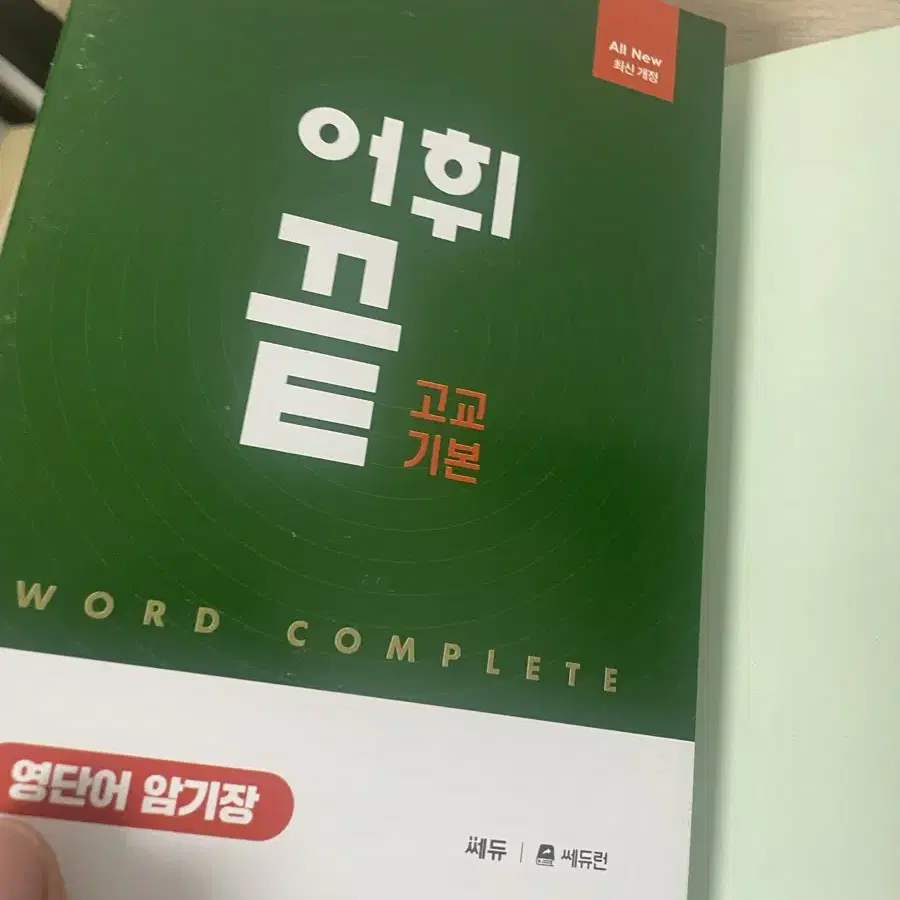 All New
최신 개정
어휘
끝
고교
기본
WORD COMPLETE
영단어 암기장
쎄듀 | 쎄듀런